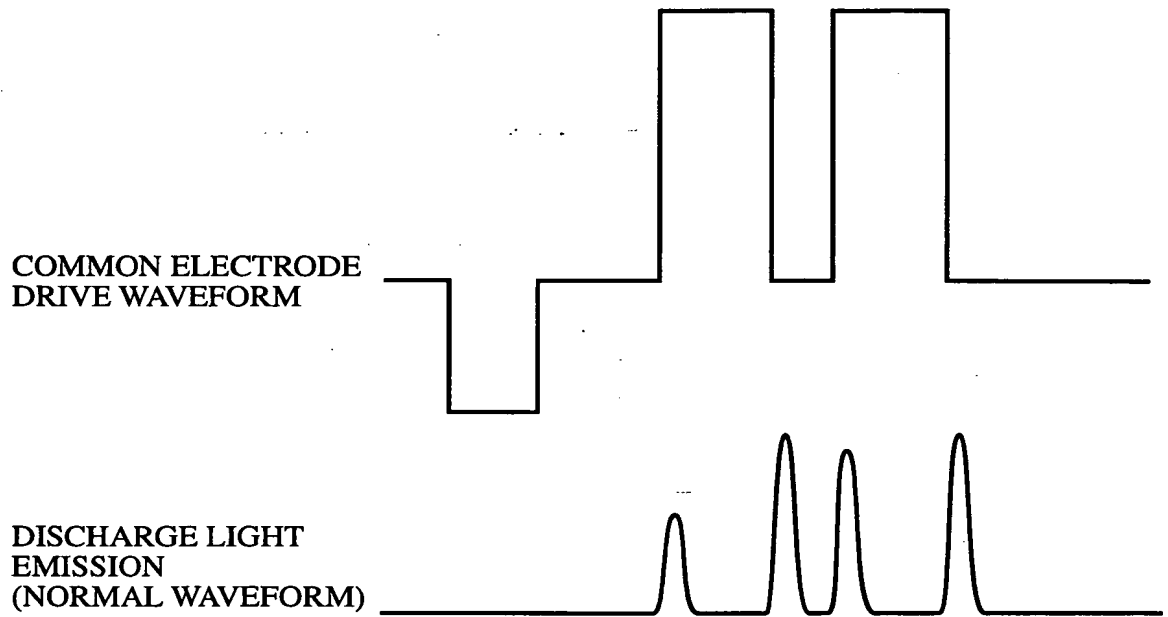 COMMON ELECTRODE
DRIVE WAVEFORM
DISCHARGE LIGHT
EMISSION
(NORMAL WAVEFORM)